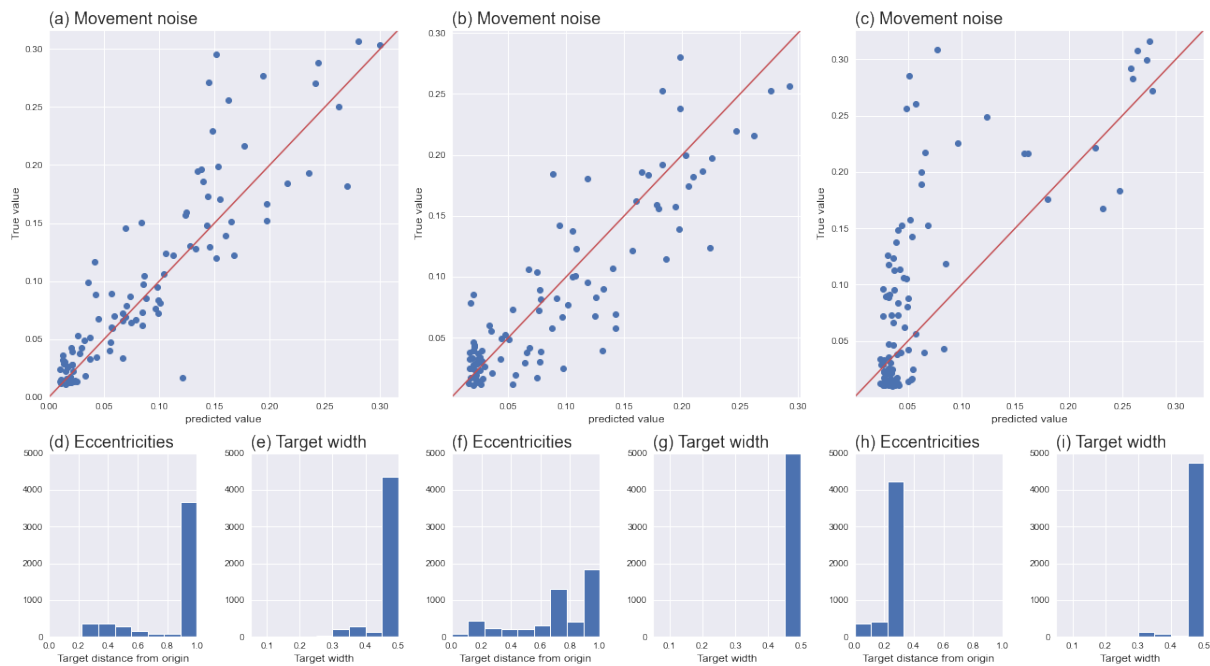 (a) Movement noise
(b) Movement noise
(c) Movement noise
0.30
0.25
0.20
0.15
0.10
0.05
0.00
True value
0.00 0.05 0.10 0.15 0.20 0.25 0.30
predicted value
0.30
0.25
0.20
0.15
0.10
0.05
True value
0.05 0.10 0.15 0.20 0.25 0.30
predicted value
0.30
0.25
0.20
0.15
0.10
0.05
True value
0.05 0.10 0.15 0.20 0.25 0.30
predicted value
(d) Eccentricities
5000
4000
3000
2000
1000
0
0.0 0.2 0.4 0.6 0.8 1.0
Target distance from origin
(e) Target width
5000
4000
3000
2000
1000
0
0.1 0.2 0.3 0.4 0.5
Target width
(f) Eccentricities
5000
4000
3000
2000
1000
0
0.0 0.2 0.4 0.6 0.8 1.0
Target distance from origin
(g) Target width
5000
4000
3000
2000
1000
0
0.1 0.2 0.3 0.4 0.5
Target width
(h) Eccentricities
5000
4000
3000
2000
1000
0
0.0 0.2 0.4 0.6 0.8 1.0
Target distance from origin
(i) Target width
5000
4000
3000
2000
1000
0
0.1 0.2 0.3 0.4 0.5
Target width